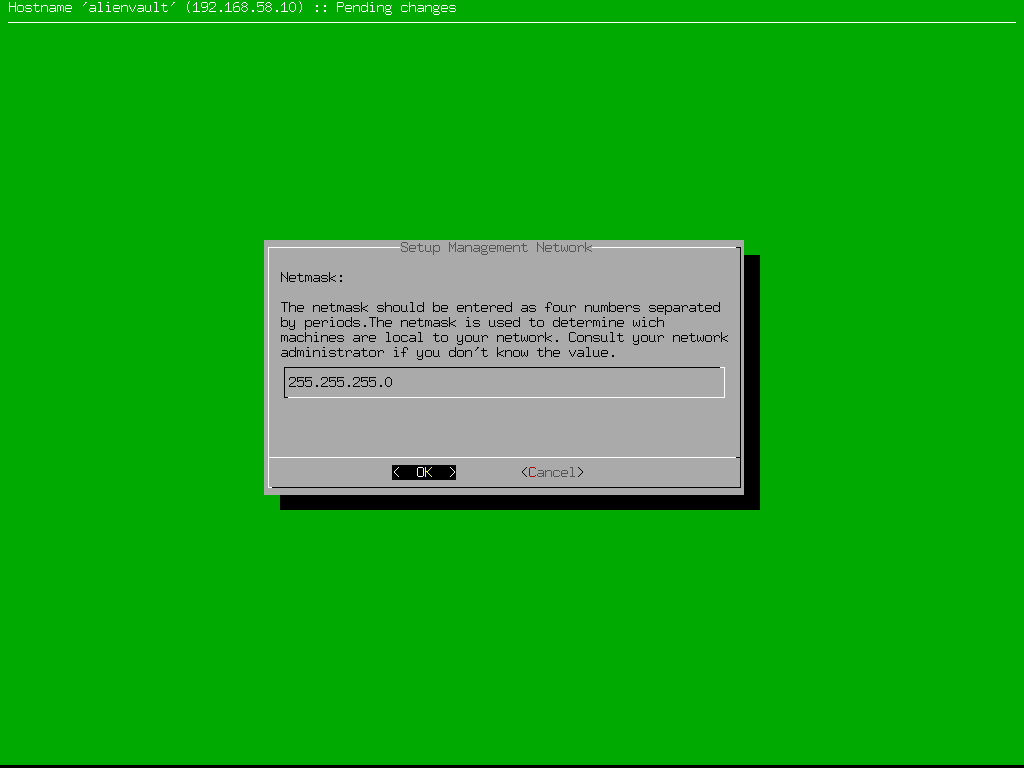 Hostname 'alienvault' (192.168.58.10) :: Pending changes
Setup Management Network
Netmask:
The netmask should be entered as four numbers separated
by periods.The netmask is used to determine wich
machines are local to your network. Consult your network
administrator if you don't know the value.
255.255.255.0
<  OK  > <Cancel>